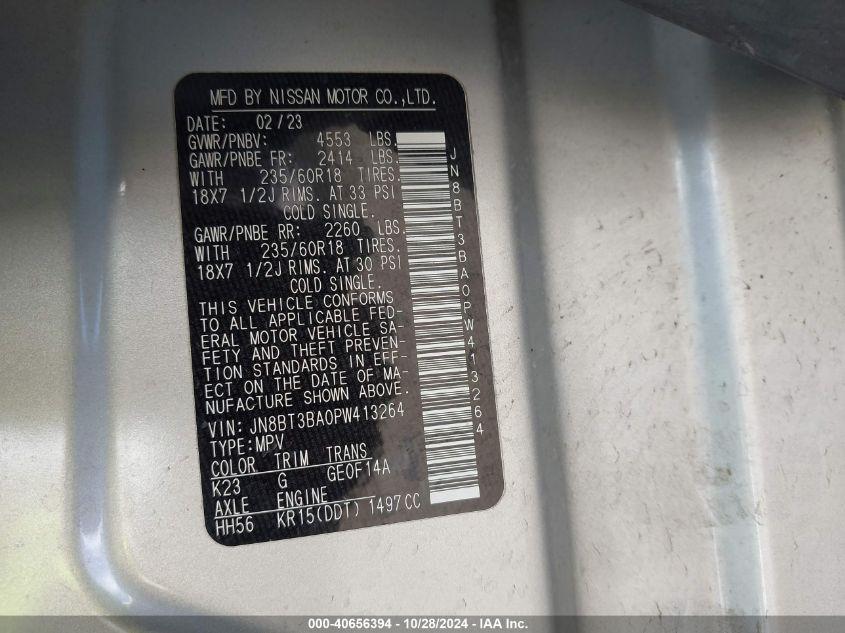 MFD BY NISSAN MOTOR CO.,LTD.
DATE: 02/23
GVWR/PNBV: 4553 LBS.
GAWR/PNBE FR: 2414 LBS.
WITH 235/60R18 TIRES.
18X7 1/2J RIMS. AT 33 PSI
COLD SINGLE.
GAWR/PNBE RR: 2260 LBS.
WITH 235/60R18 TIRES.
18X7 1/2J RIMS. AT 30 PSI
COLD SINGLE.
THIS VEHICLE CONFORMS
TO ALL APPLICABLE FED-
ERAL MOTOR VEHICLE SA-
FETY AND THEFT PREVEN-
TION STANDARDS IN EFF-
ECT ON THE DATE OF MA-
NUFACTURE SHOWN ABOVE.
VIN: JN8BT3BA0PW413264
TYPE:MPV
COLOR TRIM TRANS
K23 G GE0F14A
AXLE ENGINE
HH56 KR15(DDT) 1497CC
JN8BT3BA0PW413264
000-40656394 - 10/28/2024 - IAA Inc.